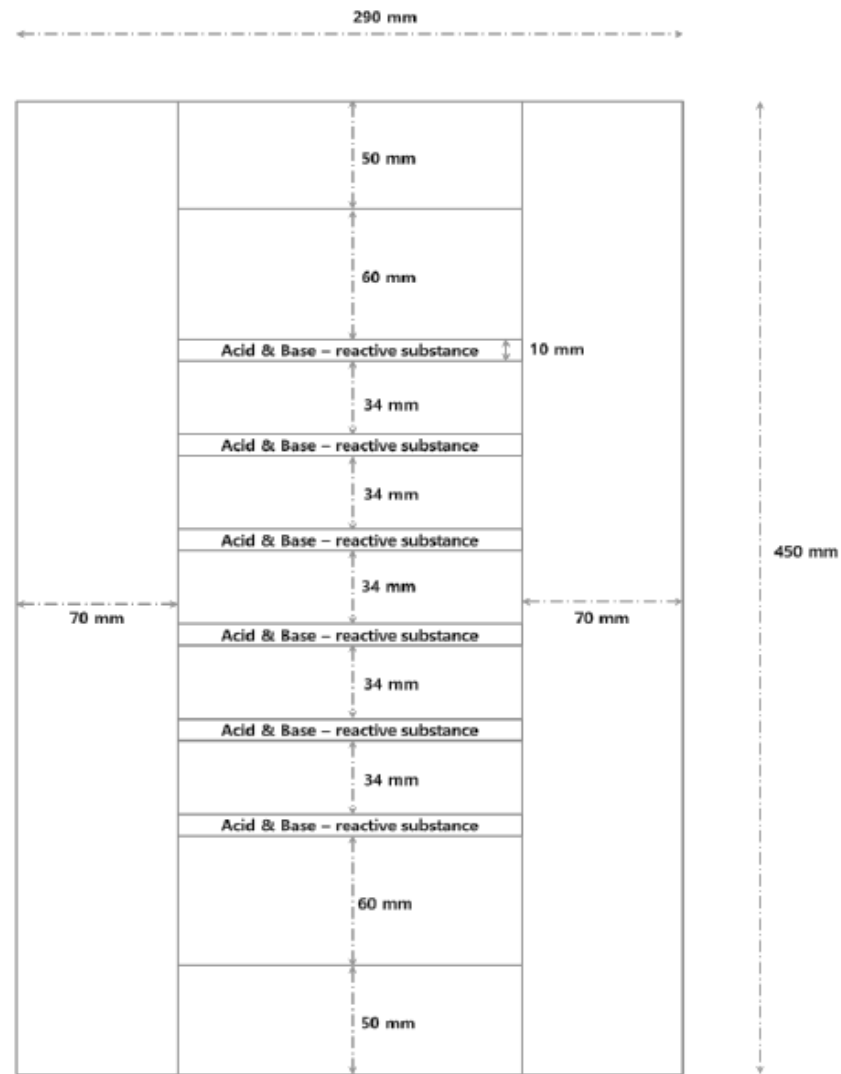 290 mm
50 mm
60 mm
Acid & Base – reactive substance
10 mm
34 mm
Acid & Base – reactive substance
34 mm
Acid & Base – reactive substance
450 mm
34 mm
70 mm
70 mm
Acid & Base – reactive substance
34 mm
Acid & Base – reactive substance
34 mm
Acid & Base – reactive substance
60 mm
50 mm